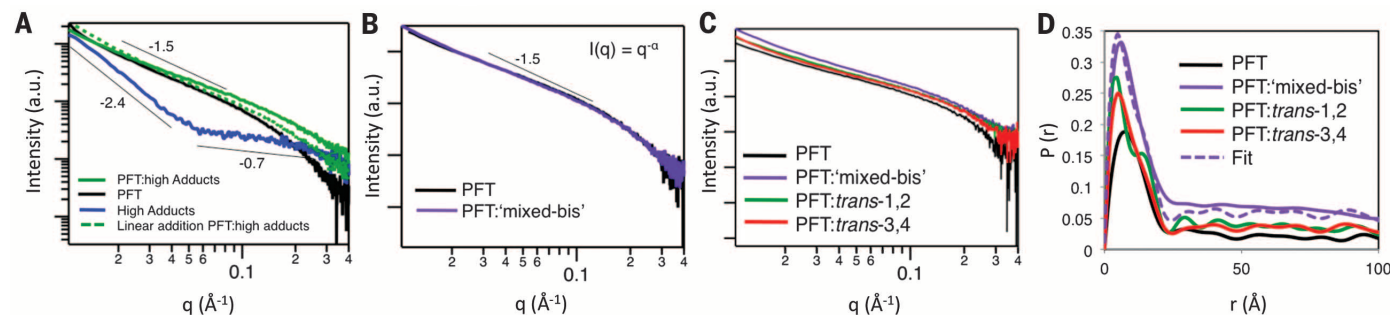 A
Intensity (a.u.)
-1.5
-2.4
-0.7
PFT:high Adducts
PFT
High Adducts
Linear addition PFT:high adducts
2 3 4 5 6 0.1 2 3 4
q (Å-1)
B
Intensity (a.u.)
I(q) = q-α
-1.5
PFT
PFT:'mixed-bis'
2 3 4 5 6 0.1 2 3 4
q (Å-1)
C
Intensity (a.u.)
PFT
PFT:'mixed-bis'
PFT:trans-1,2
PFT:trans-3,4
2 3 4 5 6 0.1 2 3 4
q (Å-1)
D
P (r)
0.35
0.3
0.25
0.2
0.15
0.1
0.05
0
PFT
PFT:'mixed-bis'
PFT:trans-1,2
PFT:trans-3,4
Fit
0 50 100
r (Å)